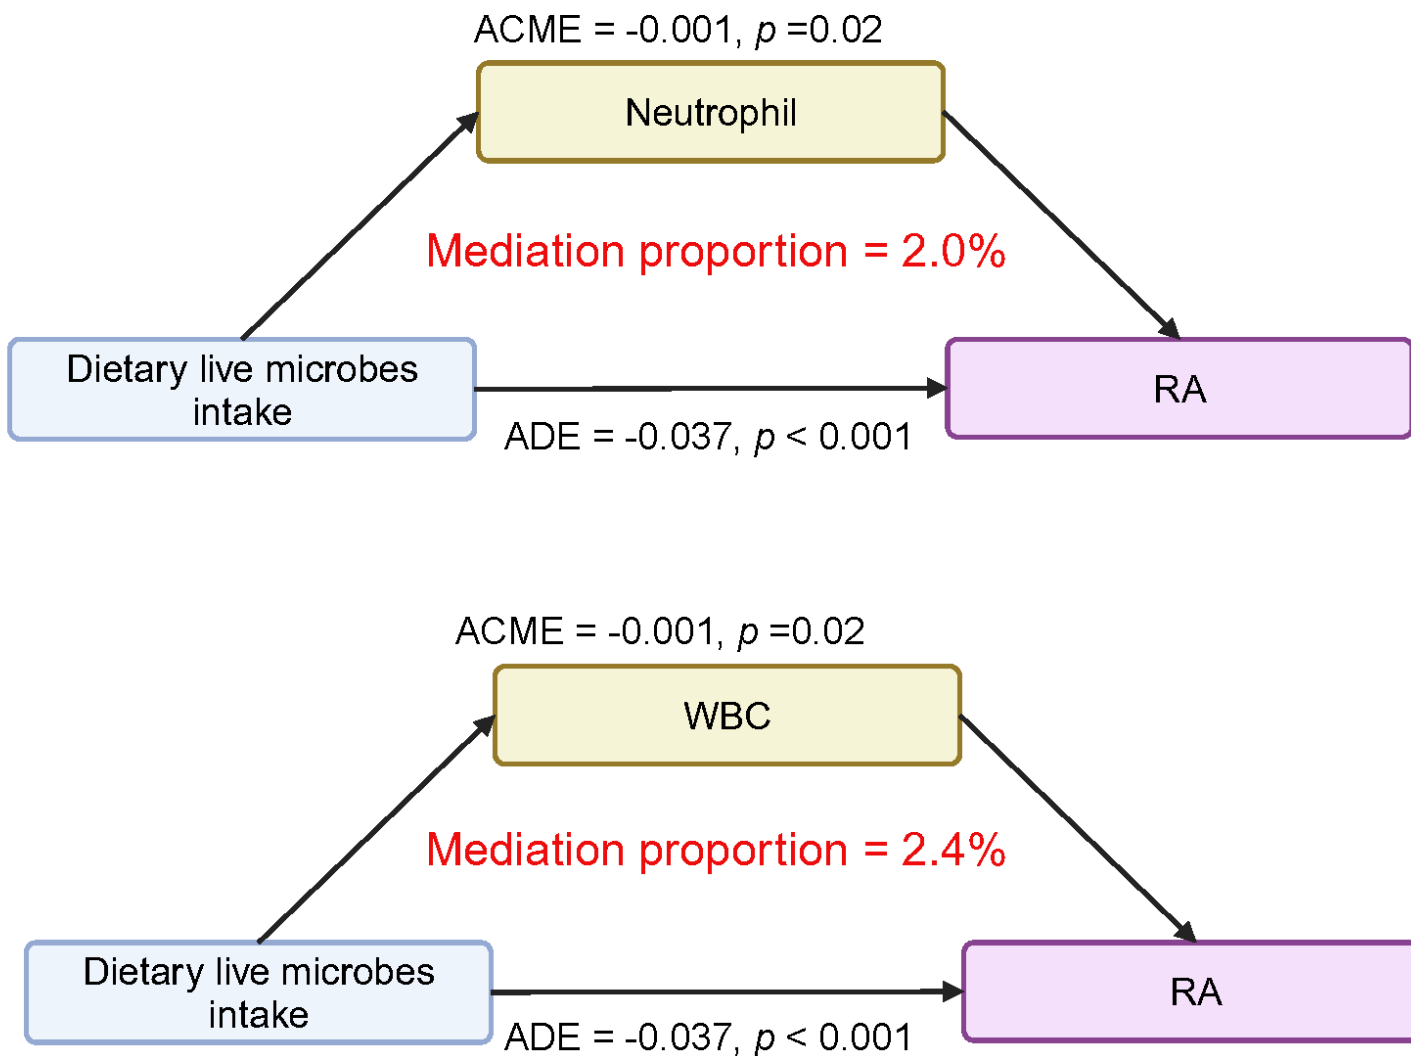 ACME = -0.001, p =0.02
Neutrophil
Mediation proportion = 2.0%
Dietary live microbes
intake
RA
ADE = -0.037, p < 0.001
ACME = -0.001, p =0.02
WBC
Mediation proportion = 2.4%
Dietary live microbes
intake
RA
ADE = -0.037, p < 0.001